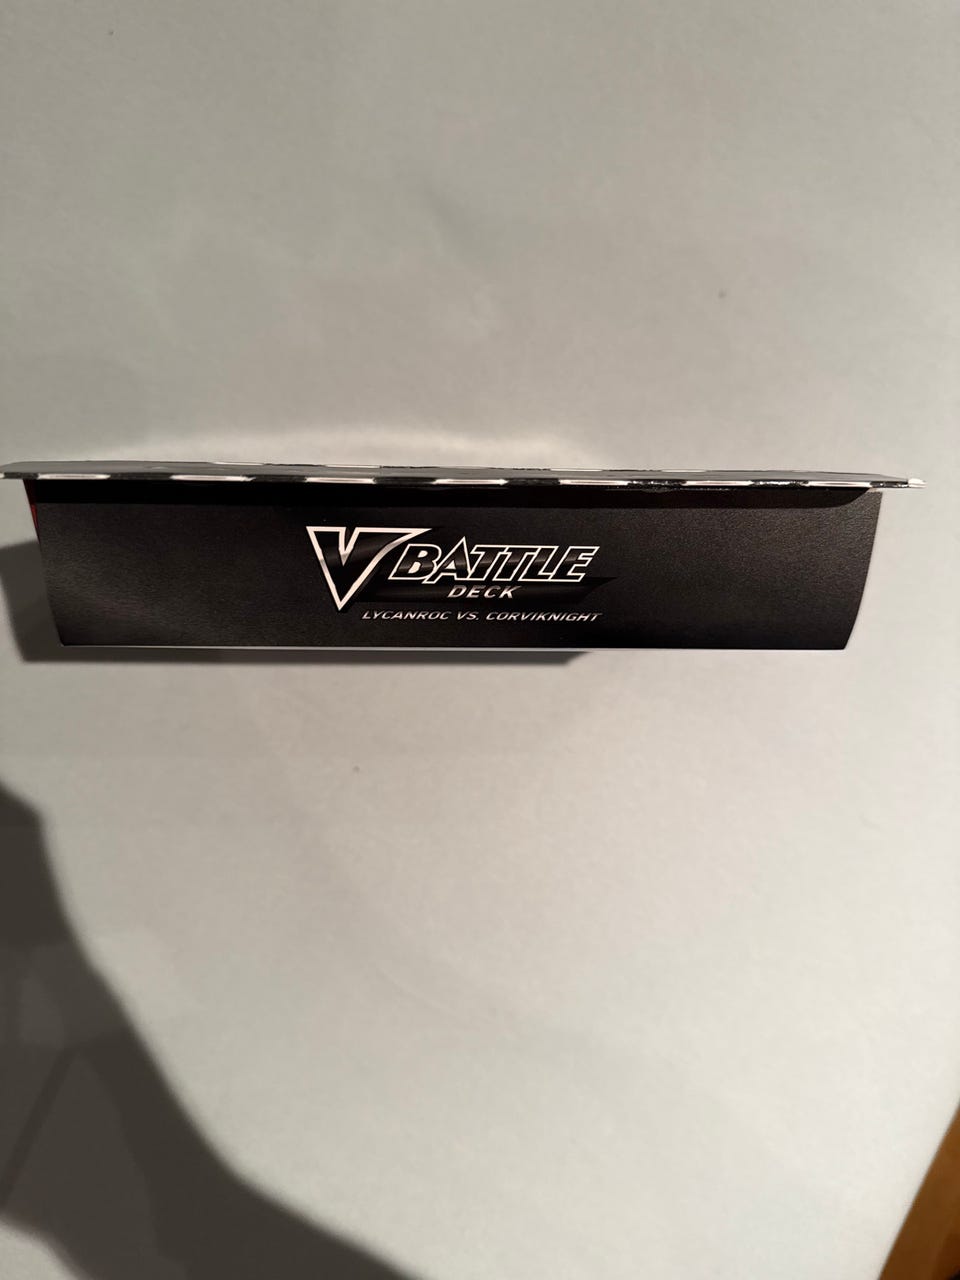 V BATTLE
DECK
LYCANROC VS. CORVIKNIGHT